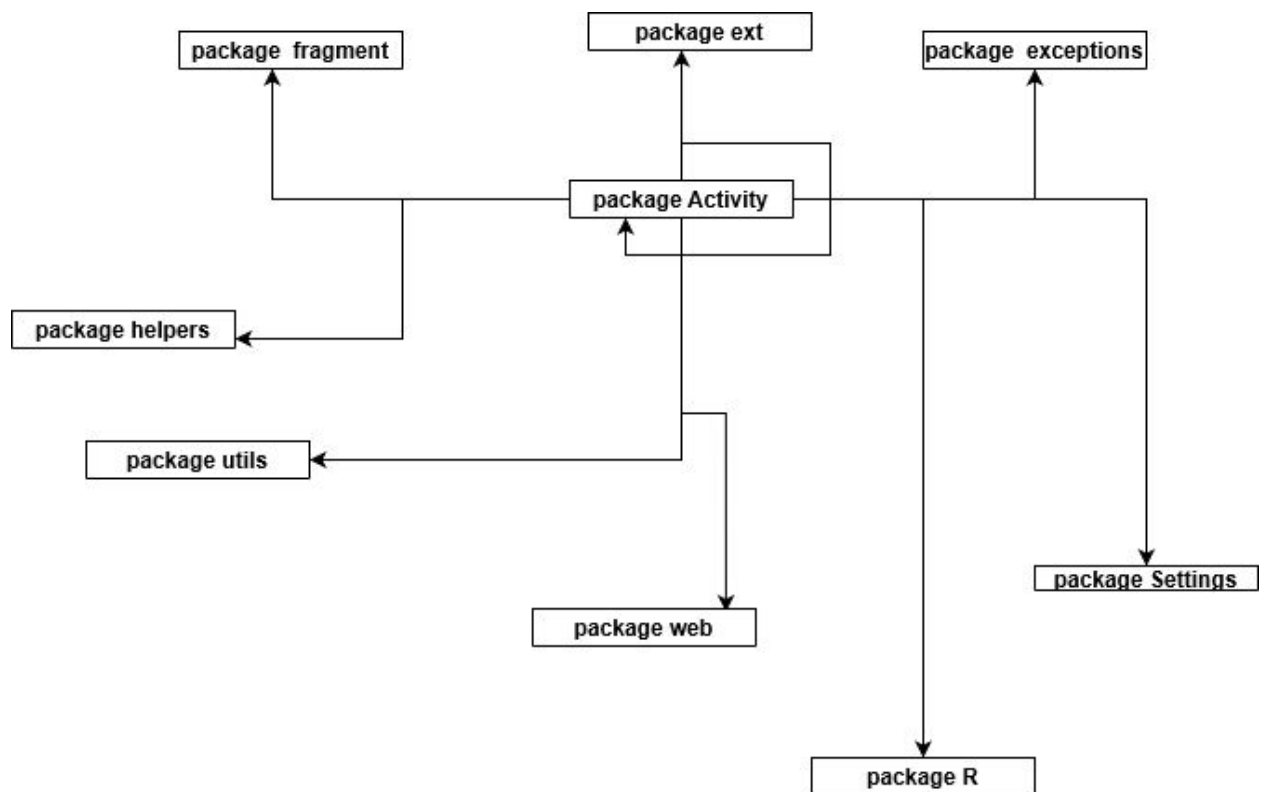 package ext
package fragment
package exceptions
package Activity
package helpers
package utils
package Settings
package web
package R